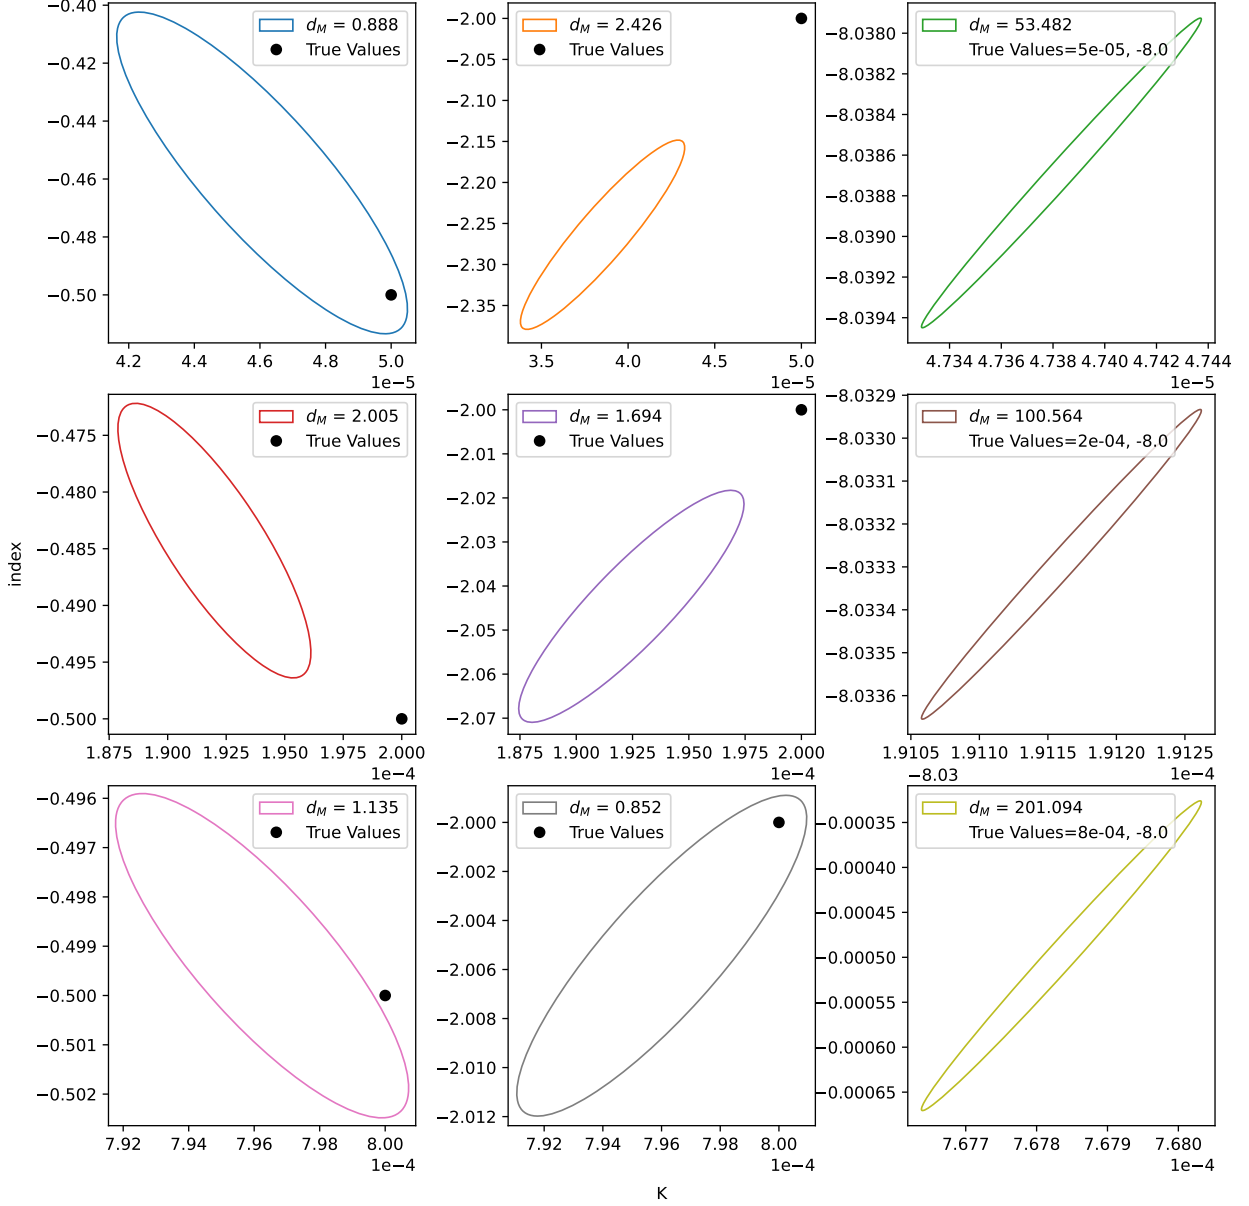 d_M = 0.888
True Values
−0.40
−0.42
−0.44
−0.46
−0.48
−0.50
4.2 4.4 4.6 4.8 5.0
1e−5
d_M = 2.426
True Values
−2.00
−2.05
−2.10
−2.15
−2.20
−2.25
−2.30
−2.35
3.5 4.0 4.5 5.0
1e−5
d_M = 53.482
True Values=5e-05, -8.0
−8.0380
−8.0382
−8.0384
−8.0386
−8.0388
−8.0390
−8.0392
−8.0394
4.734 4.736 4.738 4.740 4.742 4.744
1e−5
d_M = 2.005
True Values
−0.475
−0.480
−0.485
−0.490
−0.495
−0.500
1.875 1.900 1.925 1.950 1.975 2.000
1e−4
index
d_M = 1.694
True Values
−2.00
−2.01
−2.02
−2.03
−2.04
−2.05
−2.06
−2.07
1.875 1.900 1.925 1.950 1.975 2.000
1e−4
d_M = 100.564
True Values=2e-04, -8.0
−8.0329
−8.0330
−8.0331
−8.0332
−8.0333
−8.0334
−8.0335
−8.0336
1.9105 1.9110 1.9115 1.9120 1.9125
1e−4
d_M = 1.135
True Values
−0.496
−0.497
−0.498
−0.499
−0.500
−0.501
−0.502
7.92 7.94 7.96 7.98 8.00
1e−4
d_M = 0.852
True Values
−2.000
−2.002
−2.004
−2.006
−2.008
−2.010
−2.012
7.92 7.94 7.96 7.98 8.00
1e−4
−8.03
d_M = 201.094
True Values=8e-04, -8.0
−0.00035
−0.00040
−0.00045
−0.00050
−0.00055
−0.00060
−0.00065
7.677 7.678 7.679 7.680
1e−4
K